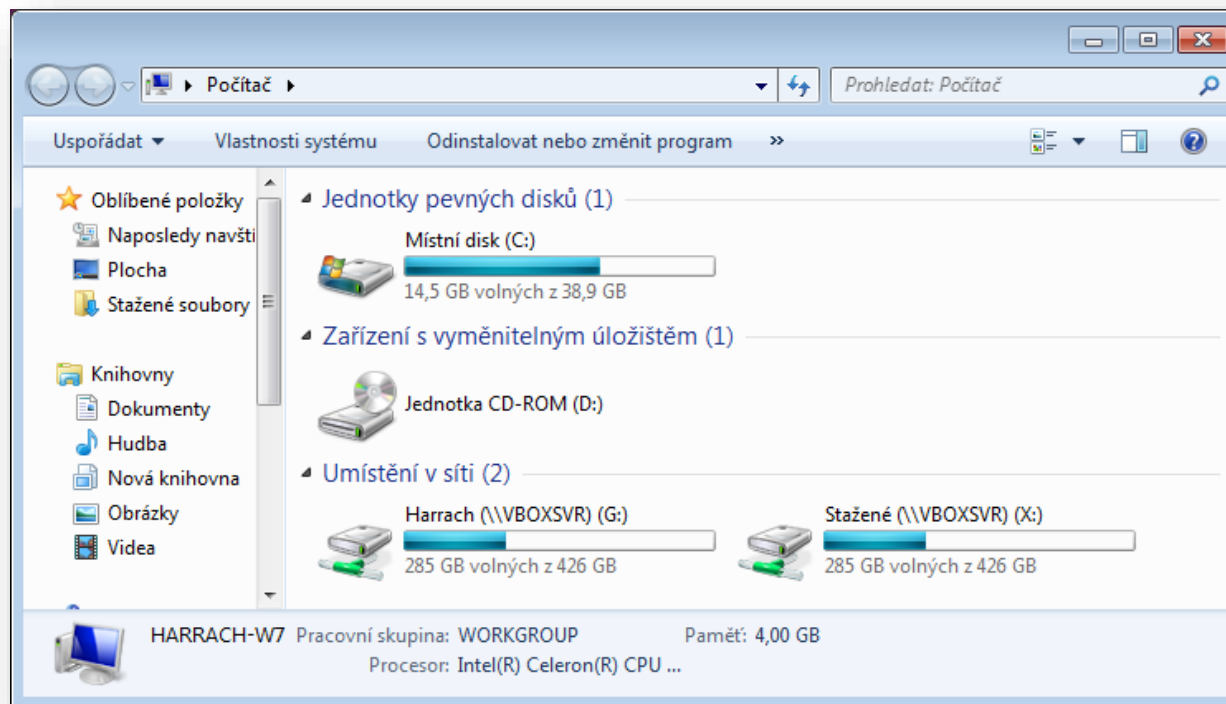 Počítač
Prohledat: Počítač
Uspořádat Vlastnosti systému Odinstalovat nebo změnit program »
Oblíbené položky
Naposledy navšti
Plocha
Stažené soubory
Knihovny
Dokumenty
Hudba
Nová knihovna
Obrázky
Videa
Jednotky pevných disků (1)
Místní disk (C:)
14,5 GB volných z 38,9 GB
Zařízení s vyměnitelným úložištěm (1)
Jednotka CD-ROM (D:)
Umístění v síti (2)
Harrach (\\VBOXSVR) (G:)
285 GB volných z 426 GB
Stažené (\\VBOXSVR) (X:)
285 GB volných z 426 GB
HARRACH-W7 Pracovní skupina: WORKGROUP Paměť: 4,00 GB
Procesor: Intel(R) Celeron(R) CPU ...